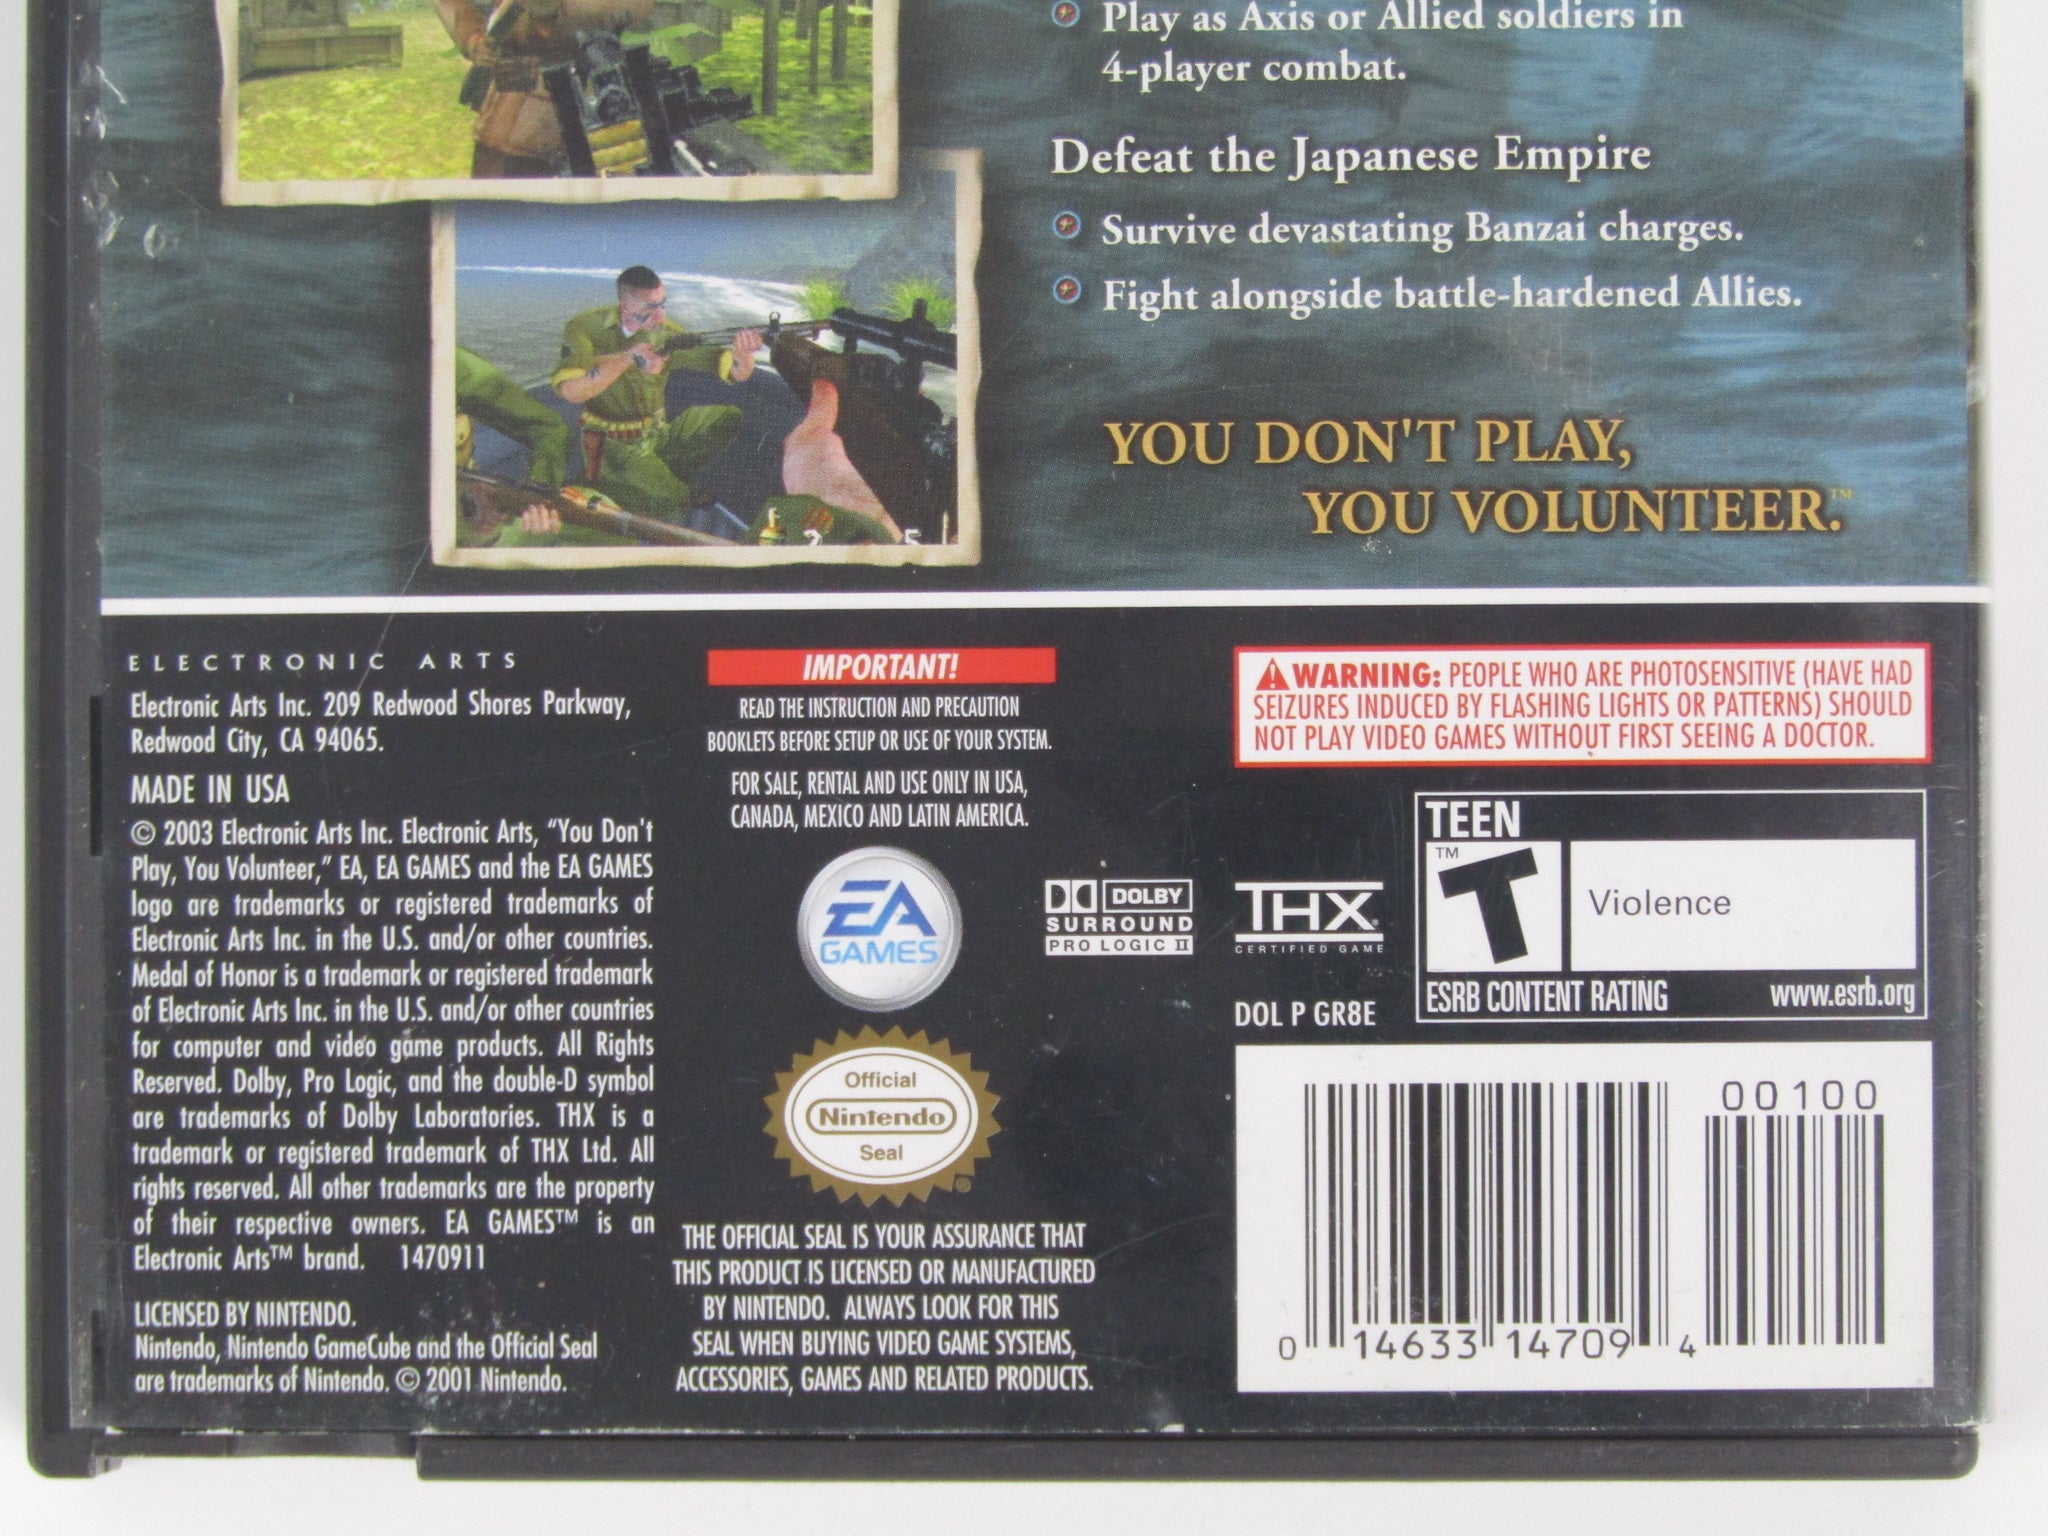 Play as Axis or Allied soldiers in
4-player combat.
Defeat the Japanese Empire
Survive devastating Banzai charges.
Fight alongside battle-hardened Allies.
YOU DON'T PLAY,
YOU VOLUNTEER.™
2
5
ELECTRONIC ARTS
Electronic Arts Inc. 209 Redwood Shores Parkway,
Redwood City, CA 94065.
MADE IN USA
© 2003 Electronic Arts Inc. Electronic Arts, “You Don't
Play, You Volunteer,” EA, EA GAMES and the EA GAMES
logo are trademarks or registered trademarks of
Electronic Arts Inc. in the U.S. and/or other countries.
Medal of Honor is a trademark or registered trademark
of Electronic Arts Inc. in the U.S. and/or other countries
for computer and video game products. All Rights
Reserved. Dolby, Pro Logic, and the double-D symbol
are trademarks of Dolby Laboratories. THX is a
trademark or registered trademark of THX Ltd. All
rights reserved. All other trademarks are the property
of their respective owners. EA GAMES™ is an
Electronic Arts™ brand. 1470911
LICENSED BY NINTENDO.
Nintendo, Nintendo GameCube and the Official Seal
are trademarks of Nintendo. © 2001 Nintendo.
IMPORTANT!
READ THE INSTRUCTION AND PRECAUTION
BOOKLETS BEFORE SETUP OR USE OF YOUR SYSTEM.
FOR SALE, RENTAL AND USE ONLY IN USA,
CANADA, MEXICO AND LATIN AMERICA.
EA
GAMES™
Official
Nintendo
Seal
®
THE OFFICIAL SEAL IS YOUR ASSURANCE THAT
THIS PRODUCT IS LICENSED OR MANUFACTURED
BY NINTENDO. ALWAYS LOOK FOR THIS
SEAL WHEN BUYING VIDEO GAME SYSTEMS,
ACCESSORIES, GAMES AND RELATED PRODUCTS.
DOLBY
SURROUND
PRO LOGIC II
WARNING: PEOPLE WHO ARE PHOTOSENSITIVE (HAVE HAD
SEIZURES INDUCED BY FLASHING LIGHTS OR PATTERNS) SHOULD
NOT PLAY VIDEO GAMES WITHOUT FIRST SEEING A DOCTOR.
THX®
CERTIFIED GAME
DOL P GR8E
TEEN
™
T
Violence
ESRB CONTENT RATING www.esrb.org
00100
0 14633 14709 4